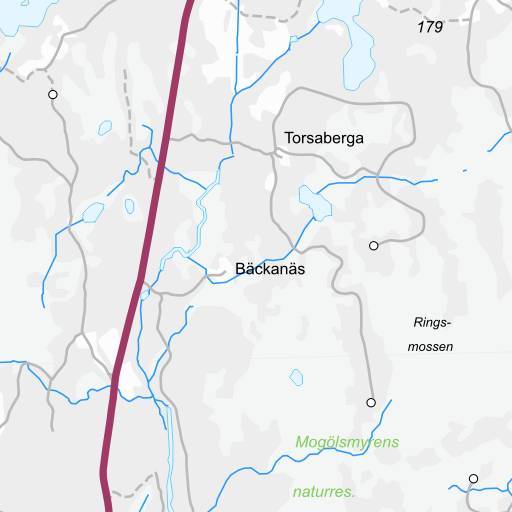 179
Torsaberga
Bäckanäs
Rings-
mossen
Mogölsmyrens
naturres.